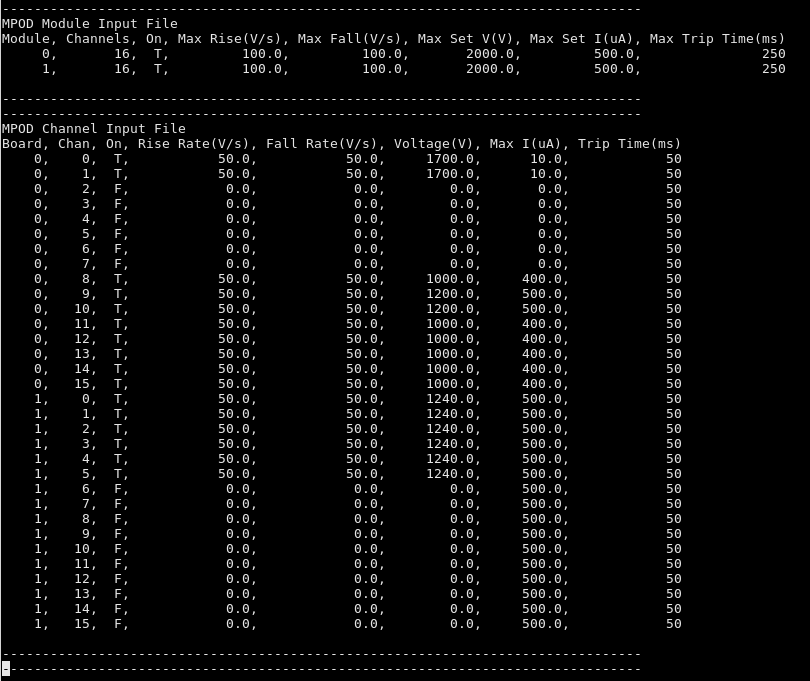 --------------------------------------------------------------------------------
MPOD Module Input File
Module, Channels, On, Max Rise(V/s), Max Fall(V/s), Max Set V(V), Max Set I(uA), Max Trip Time(ms)
     0,        16,  T,         100.0,         100.0,       2000.0,         500.0,               250
     1,        16,  T,         100.0,         100.0,       2000.0,         500.0,               250
--------------------------------------------------------------------------------
--------------------------------------------------------------------------------
MPOD Channel Input File
Board, Chan, On, Rise Rate(V/s), Fall Rate(V/s), Voltage(V), Max I(uA), Trip Time(ms)
    0,    0,  T,           50.0,           50.0,     1700.0,      10.0,            50
    0,    1,  T,           50.0,           50.0,     1700.0,      10.0,            50
    0,    2,  F,            0.0,            0.0,        0.0,       0.0,            50
    0,    3,  F,            0.0,            0.0,        0.0,       0.0,            50
    0,    4,  F,            0.0,            0.0,        0.0,       0.0,            50
    0,    5,  F,            0.0,            0.0,        0.0,       0.0,            50
    0,    6,  F,            0.0,            0.0,        0.0,       0.0,            50
    0,    7,  F,            0.0,            0.0,        0.0,       0.0,            50
    0,    8,  T,           50.0,           50.0,     1000.0,     400.0,            50
    0,    9,  T,           50.0,           50.0,     1200.0,     500.0,            50
    0,   10,  T,           50.0,           50.0,     1200.0,     500.0,            50
    0,   11,  T,           50.0,           50.0,     1000.0,     400.0,            50
    0,   12,  T,           50.0,           50.0,     1000.0,     400.0,            50
    0,   13,  T,           50.0,           50.0,     1000.0,     400.0,            50
    0,   14,  T,           50.0,           50.0,     1000.0,     400.0,            50
    0,   15,  T,           50.0,           50.0,     1000.0,     400.0,            50
    1,    0,  T,           50.0,           50.0,     1240.0,     500.0,            50
    1,    1,  T,           50.0,           50.0,     1240.0,     500.0,            50
    1,    2,  T,           50.0,           50.0,     1240.0,     500.0,            50
    1,    3,  T,           50.0,           50.0,     1240.0,     500.0,            50
    1,    4,  T,           50.0,           50.0,     1240.0,     500.0,            50
    1,    5,  T,           50.0,           50.0,     1240.0,     500.0,            50
    1,    6,  F,            0.0,            0.0,        0.0,     500.0,            50
    1,    7,  F,            0.0,            0.0,        0.0,     500.0,            50
    1,    8,  F,            0.0,            0.0,        0.0,     500.0,            50
    1,    9,  F,            0.0,            0.0,        0.0,     500.0,            50
    1,   10,  F,            0.0,            0.0,        0.0,     500.0,            50
    1,   11,  F,            0.0,            0.0,        0.0,     500.0,            50
    1,   12,  F,            0.0,            0.0,        0.0,     500.0,            50
    1,   13,  F,            0.0,            0.0,        0.0,     500.0,            50
    1,   14,  F,            0.0,            0.0,        0.0,     500.0,            50
    1,   15,  F,            0.0,            0.0,        0.0,     500.0,            50
--------------------------------------------------------------------------------
--------------------------------------------------------------------------------